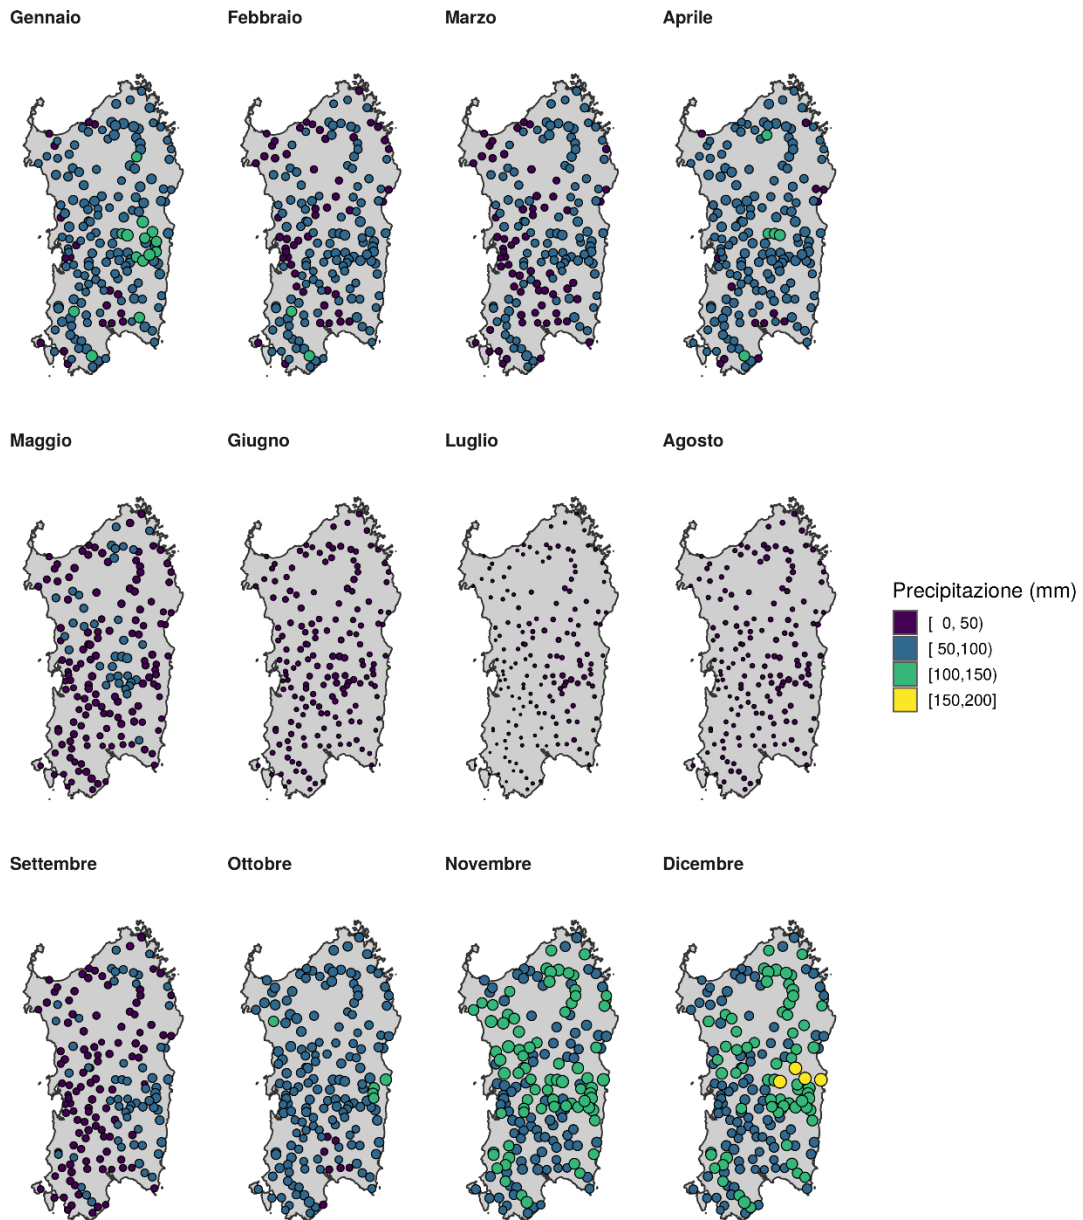 Gennaio
Febbraio
Marzo
Aprile
Maggio
Giugno
Luglio
Agosto
Precipitazione (mm)
[  0, 50)
[ 50,100)
[100,150)
[150,200]
Settembre
Ottobre
Novembre
Dicembre